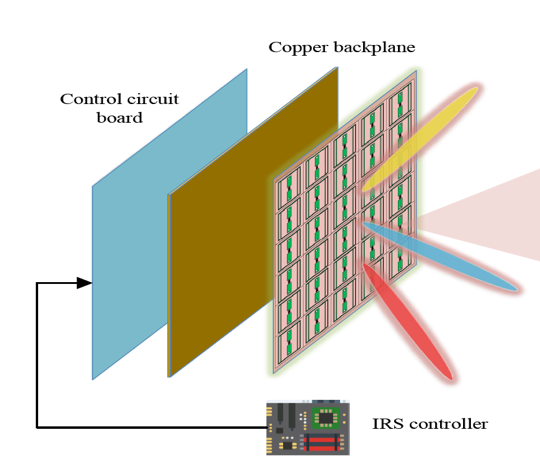 Copper backplane
Control circuit
board
IRS controller